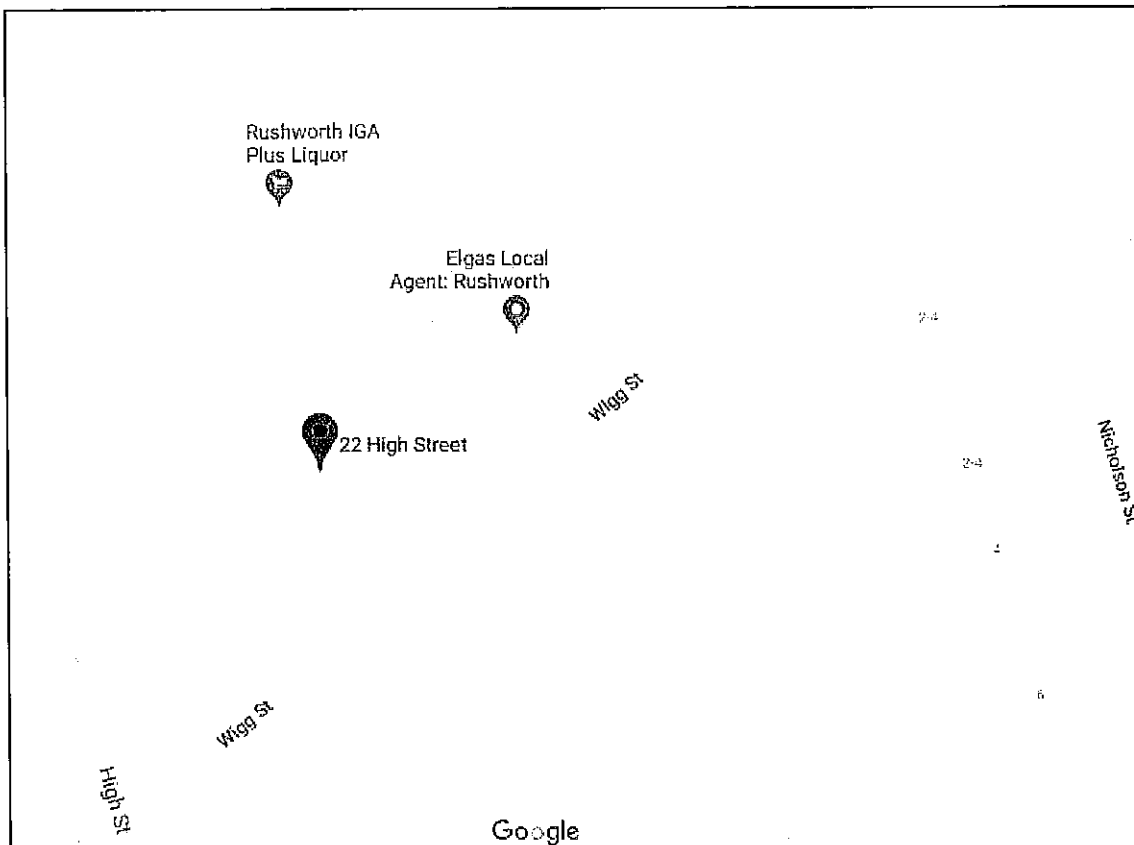 Rushworth IGA
Plus Liquor
Elgas Local
Agent: Rushworth
2-4
Wigg St
22 High Street
Nicholson St
2-4
4
6
Wigg St
High St
Google